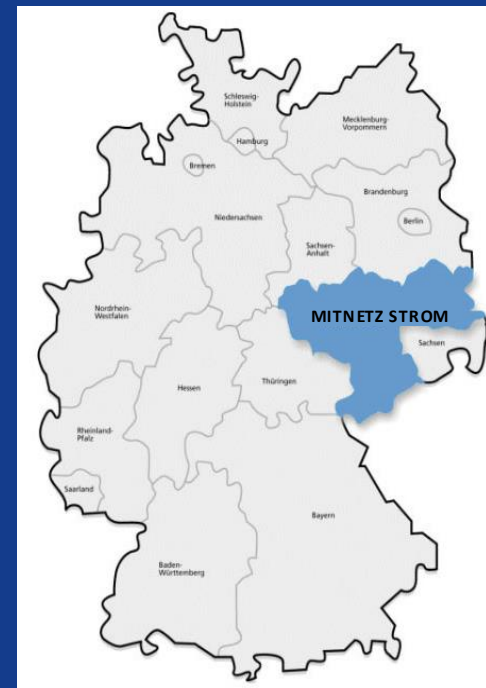 Schleswig-
Holstein
Mecklenburg-
Vorpommern
Hamburg
Bremen
Brandenburg
Niedersachsen
Berlin
Sachsen-
Anhalt
Nordrhein-
Westfalen
MITNETZ STROM
Sachsen
Hessen
Thüringen
Rheinland-
Pfalz
Saarland
Bayern
Baden-
Württemberg